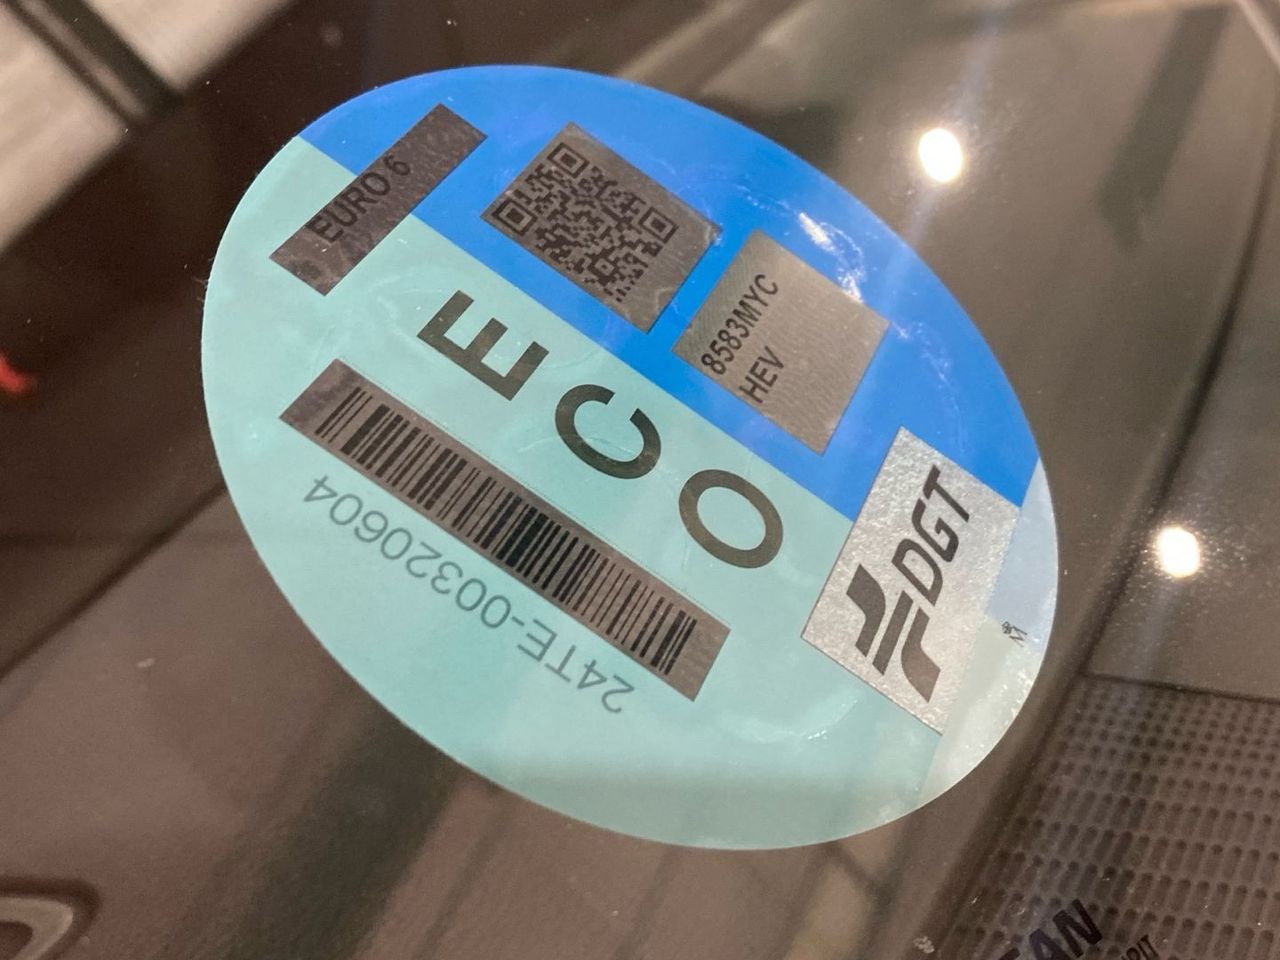 EURO 6
8583MYC
HEV
ECO
DGT
24TE-00320604
M